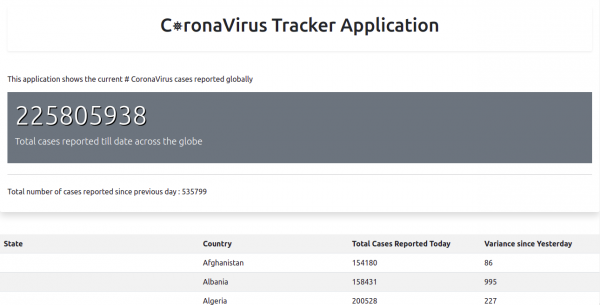 CoronaVirus Tracker Application
This application shows the current # CoronaVirus cases reported globally
225805938
Total cases reported till date across the globe
Total number of cases reported since previous day : 535799
State Country Total Cases Reported Today Variance since Yesterday
Afghanistan 154180 86
Albania 158431 995
Algeria 200528 227